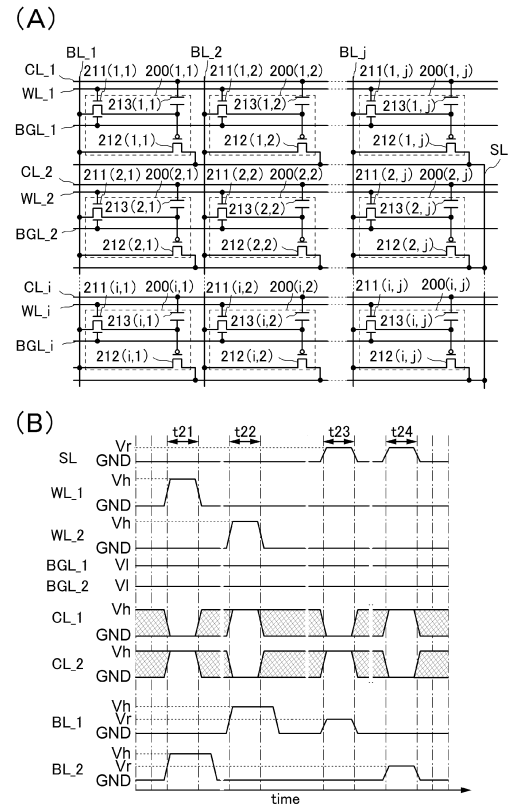 (A)
BL_1 BL_2 BL_j
CL_1 211(1,1) 200(1,1) 211(1,2) 200(1,2) 211(1, j) 200(1, j)
WL_1
213(1,1) 213(1,2) 213(1, j)
BGL_1
212(1,1) 212(1,2) 212(1, j) SL
CL_2
211(2,1) 200(2,1) 211(2,2) 200(2,2) 211(2, j) 200(2, j)
WL_2
213(2,1) 213(2,2) 213(2, j)
BGL_2
212(2,1) 212(2,2) 212(2, j)
CL_i 211(i,1) 200(i,1) 211(i,2) 200(i,2) 211(i, j) 200(i, j)
WL_i
213(i,1) 213(i,2) 213(i, j)
BGL_i
212(i,1) 212(i,2) 212(i, j)
(B)
t21 t22 t23 t24
SL Vr
GND
WL_1 Vh
GND
WL_2 Vh
GND
BGL_1 Vl
BGL_2 Vl
CL_1 Vh
GND
CL_2 Vh
GND
BL_1 Vh
Vr
GND
BL_2 Vh
Vr
GND
time